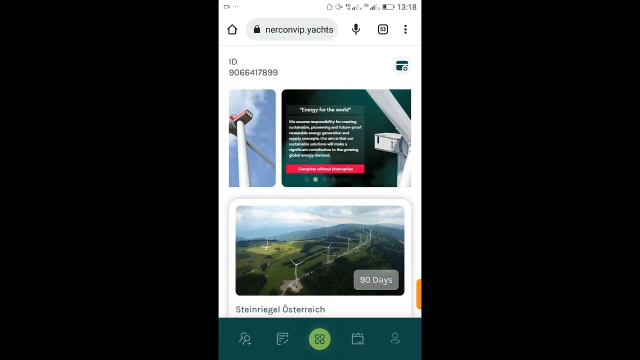 13:18
nerconvip.yachts
53
ID
9066417899
"Energy for the world"
We assume responsibility for creating
sustainable, pioneering and future-proof
renewable energy generation and
supply concepts. Our aim is that our
sustainable solutions will make a
significant contribution to the growing
global energy demand.
Complete without interruption
90 Days
Steinriegel Österreich